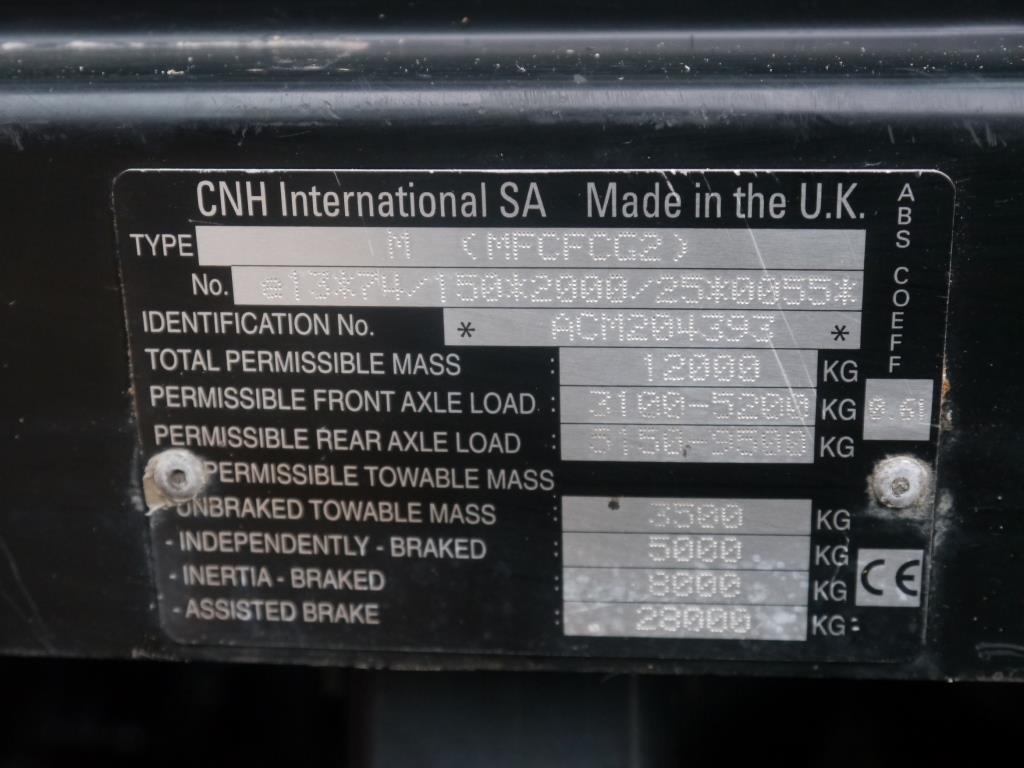 CNH International SA Made in the U.K.
TYPE M (MFCFCG2)
No. e13*74/150*2000/25*0055*
IDENTIFICATION No. * ACM204393 *
TOTAL PERMISSIBLE MASS : 12000 KG
PERMISSIBLE FRONT AXLE LOAD : 3100-5200 KG
PERMISSIBLE REAR AXLE LOAD : 5150-9500 KG
PERMISSIBLE TOWABLE MASS
UNBRAKED TOWABLE MASS : 3500 KG
- INDEPENDENTLY - BRAKED : 5000 KG
- INERTIA - BRAKED : 8000 KG
- ASSISTED BRAKE : 28000 KG
ABS COEFF
0.61
CE